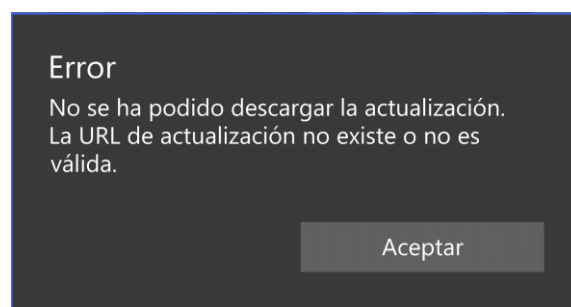 Error
No se ha podido descargar la actualización.
La URL de actualización no existe o no es
válida.
Aceptar